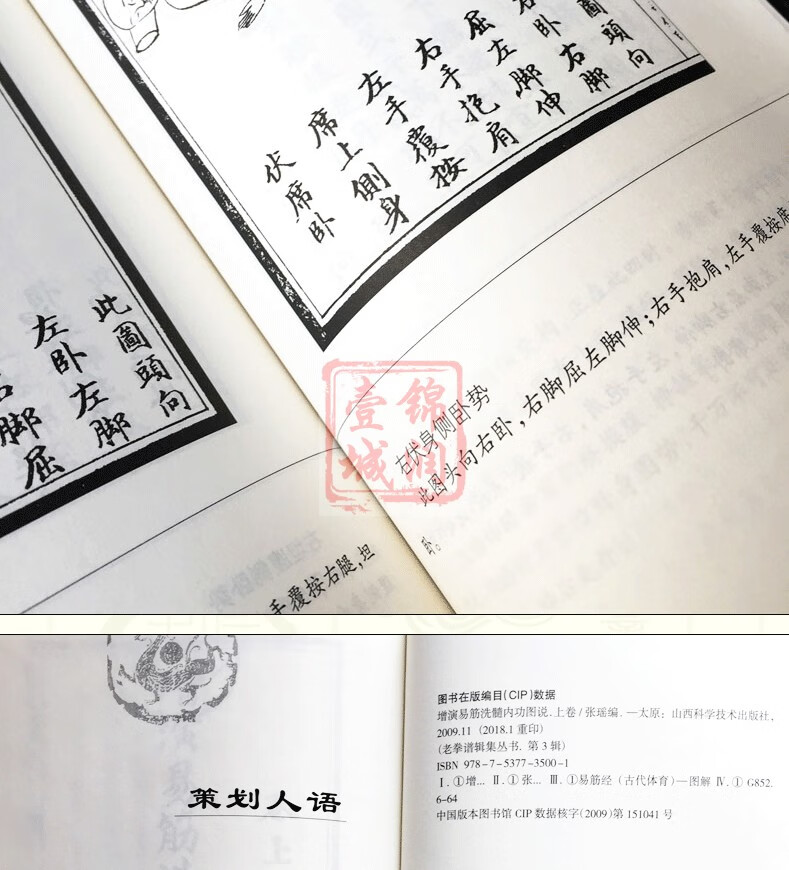 圖頭向
卧右脚
屈左脚伸
右手抱肩
左手覆按
席上側身
伏席卧
此圖頭向
左卧左脚
脚屈
右伏身侧卧势
此图头向右卧，右脚屈左脚伸；右手抱肩，左手覆按席
卧。
手覆按右腿，坦
锦润
壹城
策划人语
图书在版编目(CIP)数据
增演易筋洗髓内功图说.上卷/张瑶编. —太原：山西科学技术出版社，
2009.11（2018.1重印）
（老拳谱辑集丛书. 第3辑）
ISBN 978-7-5377-3500-1
Ⅰ.①增… Ⅱ.①张… Ⅲ.①易筋经（古代体育）—图解 Ⅳ.①G852.
6-64
中国版本图书馆CIP数据核字(2009)第151041号